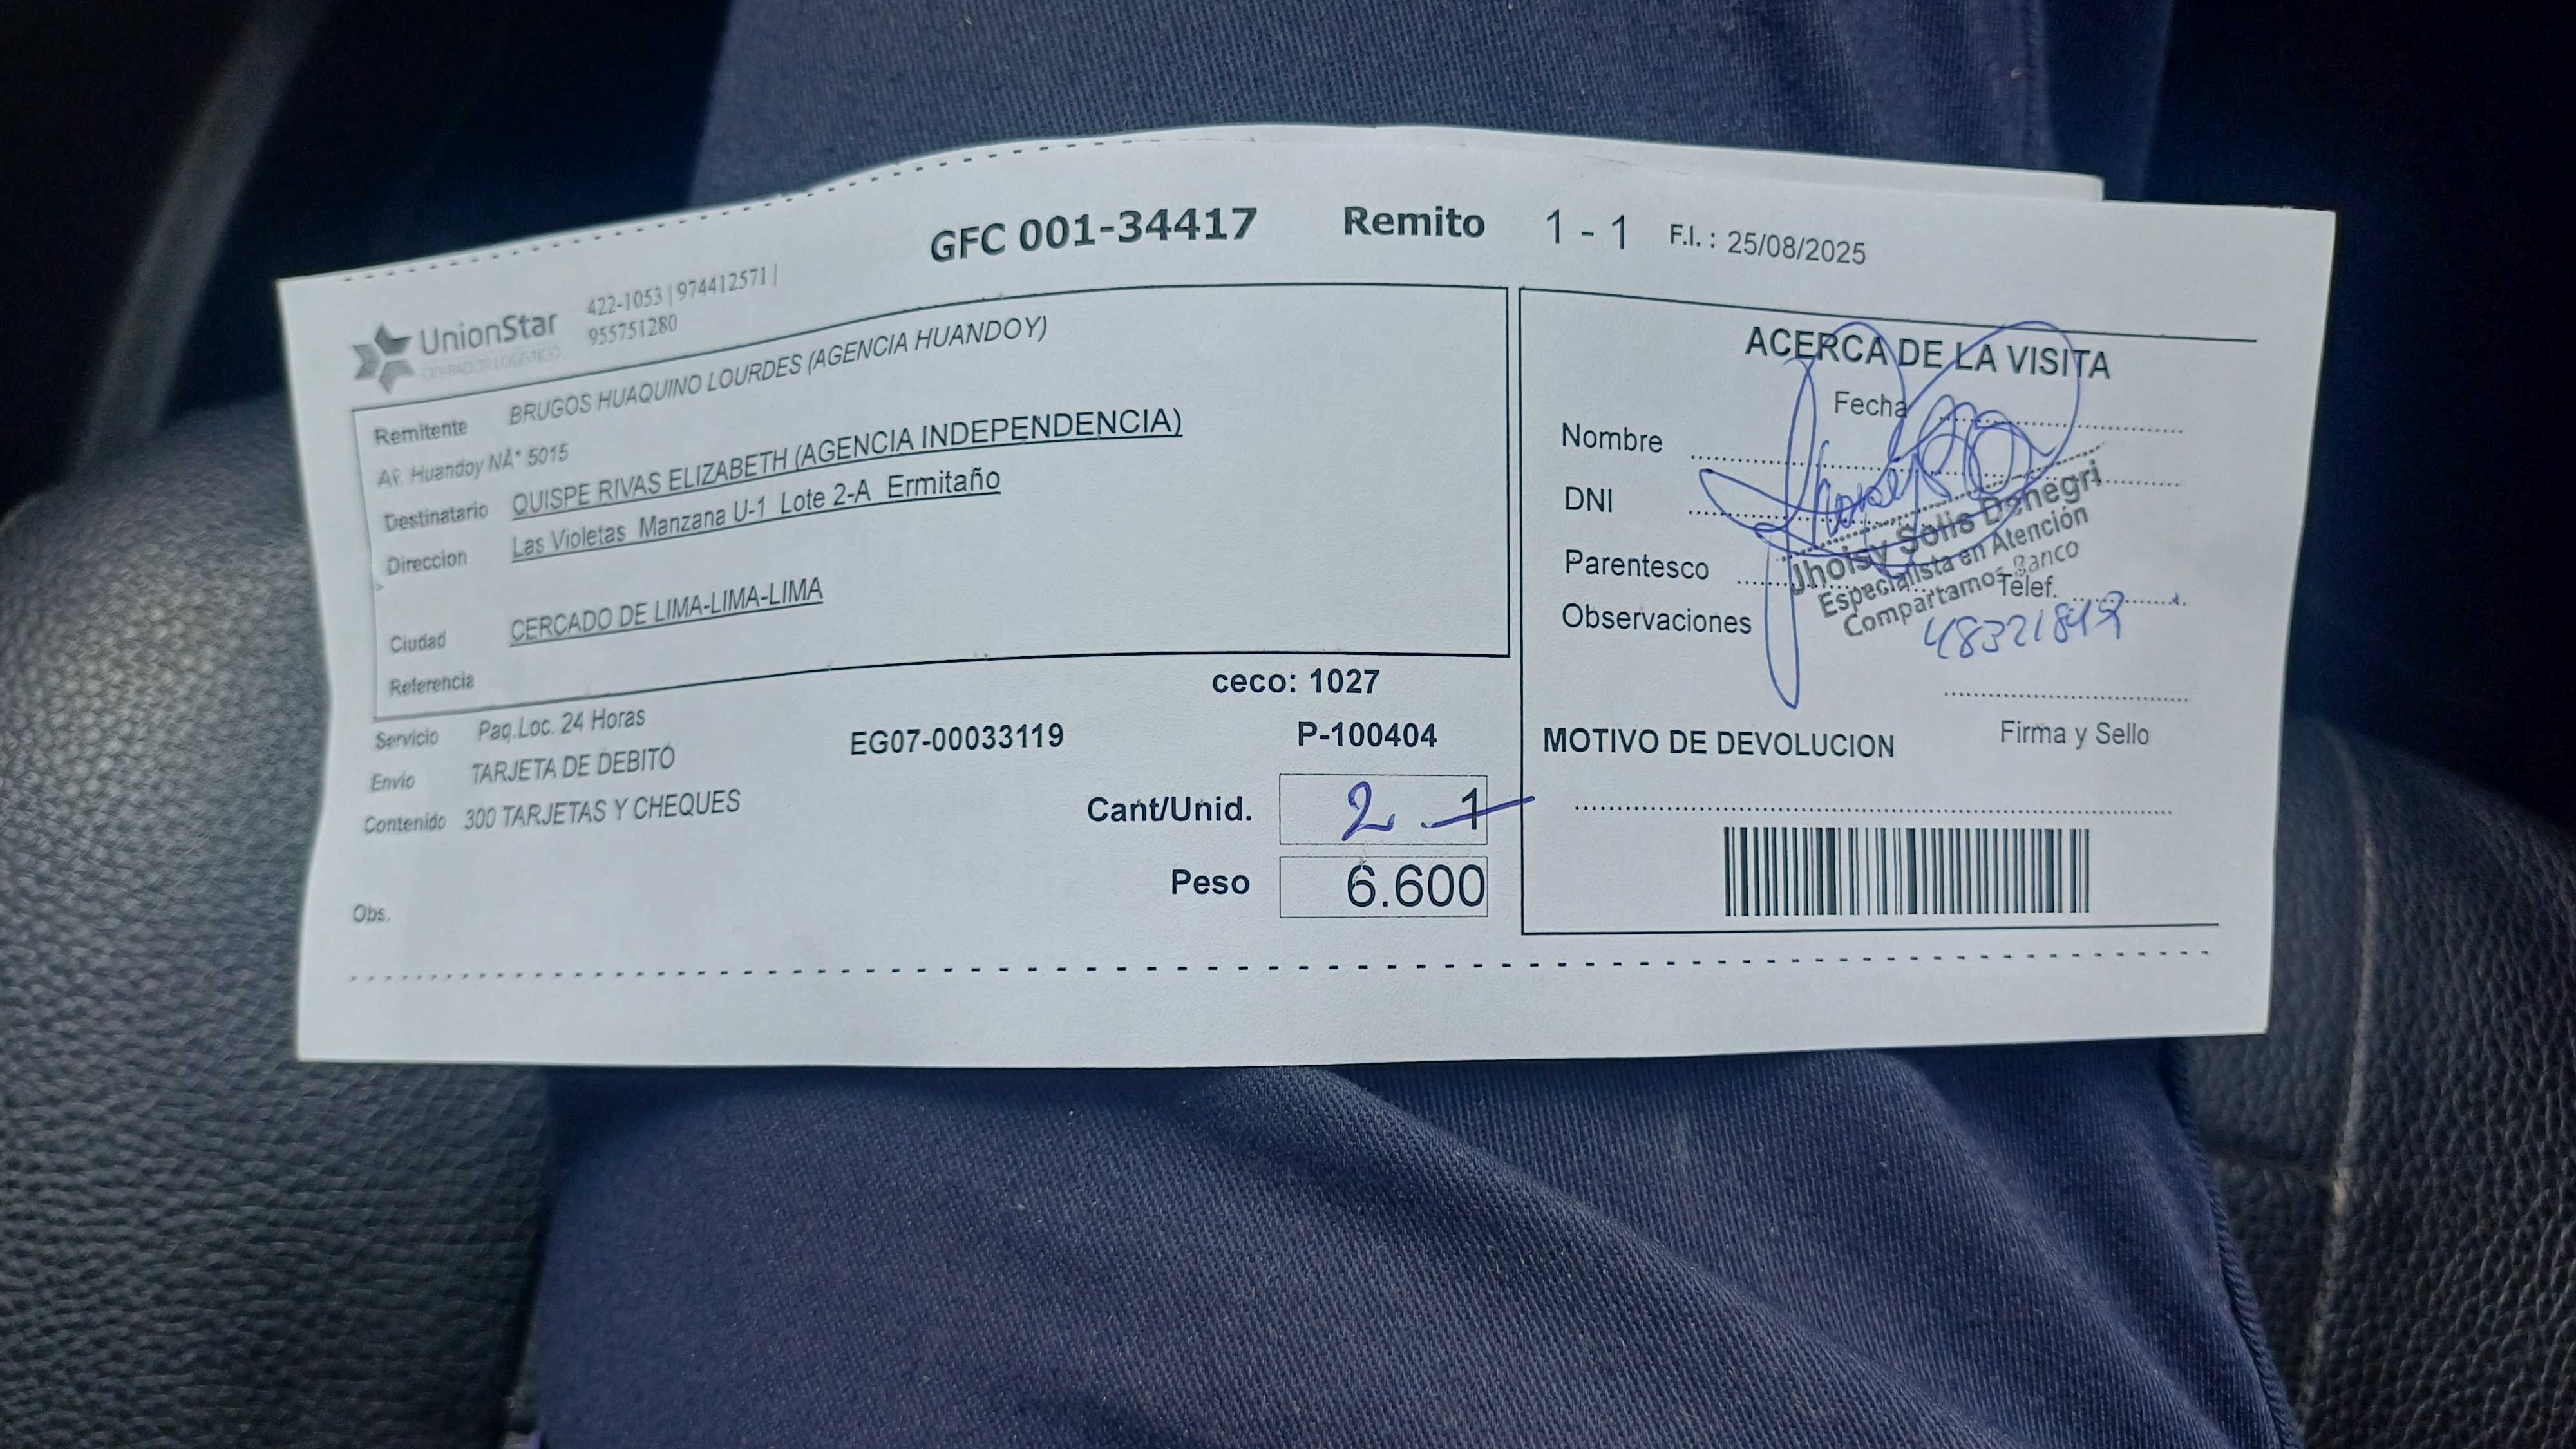 GFC 001-34417 Remito 1 - 1 F.I. : 25/08/2025
UnionStar
OPERADOR LOGÍSTICO
422-1053 | 974412571 |
955751280
Remitente BRUGOS HUAQUINO LOURDES (AGENCIA HUANDOY)
AV. Huandoy NÂ° 5015
Destinatario QUISPE RIVAS ELIZABETH (AGENCIA INDEPENDENCIA)
Direccion Las Violetas Manzana U-1 Lote 2-A Ermitaño
Ciudad CERCADO DE LIMA-LIMA-LIMA
Referencia
ceco: 1027
Servicio Paq.Loc. 24 Horas
EG07-00033119 P-100404
Envio TARJETA DE DEBITO
Contenido 300 TARJETAS Y CHEQUES
Cant/Unid. 2 1
Peso 6.600
Obs.
ACERCA DE LA VISITA
Fecha
Nombre
DNI
Parentesco
Telef.
Observaciones
Jhoisy Solis Denegri
Especialista en Atención
Compartamos Banco
48321849
Firma y Sello
MOTIVO DE DEVOLUCION